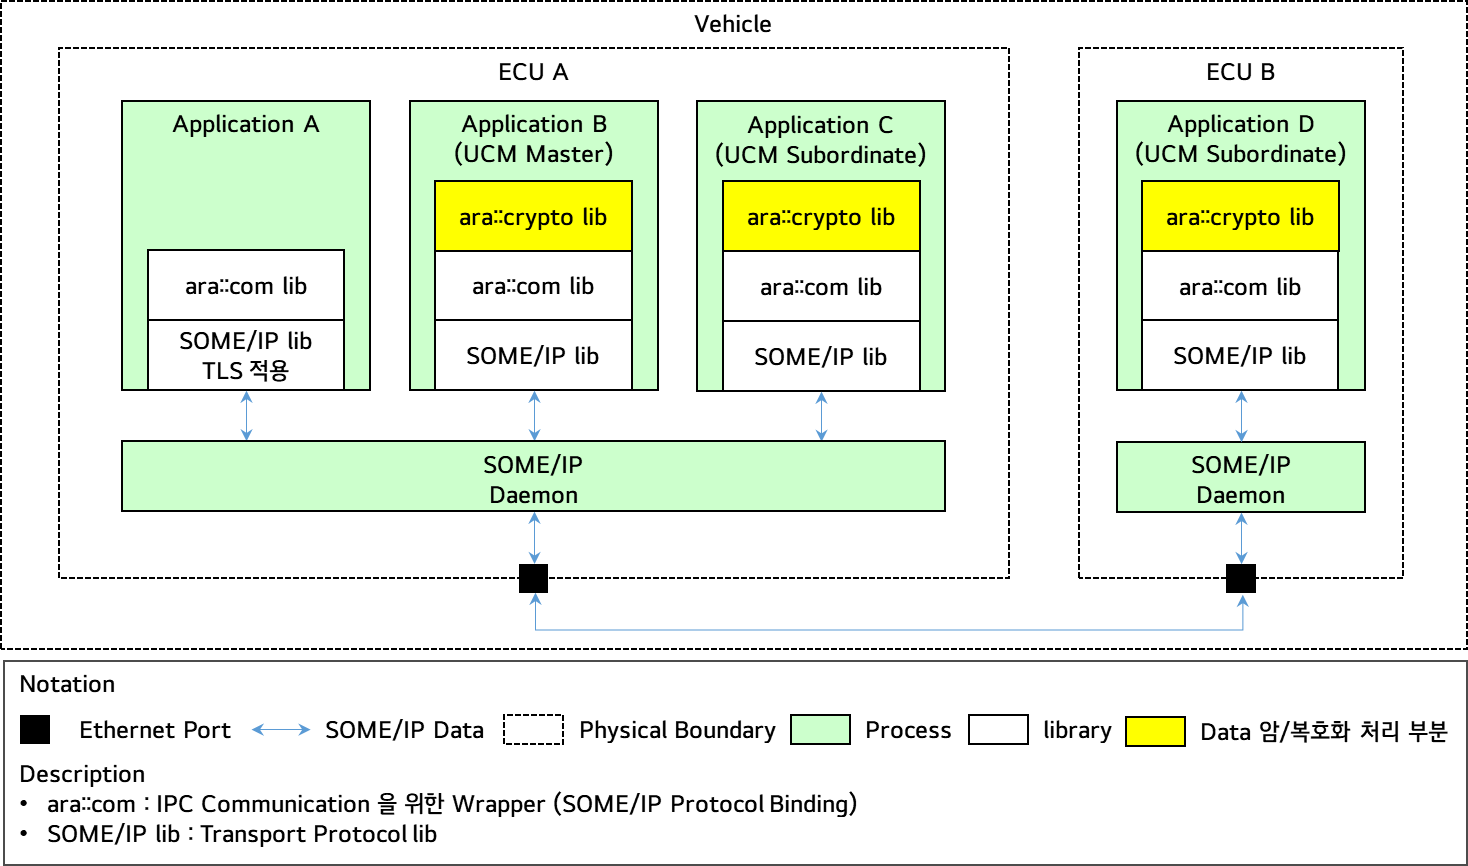 Vehicle
ECU A
Application A
ara::com lib
SOME/IP lib
TLS 적용
Application B
(UCM Master)
ara::crypto lib
ara::com lib
SOME/IP lib
Application C
(UCM Subordinate)
ara::crypto lib
ara::com lib
SOME/IP lib
SOME/IP
Daemon
ECU B
Application D
(UCM Subordinate)
ara::crypto lib
ara::com lib
SOME/IP lib
SOME/IP
Daemon
Notation
Ethernet Port
SOME/IP Data
Physical Boundary
Process
library
Data 암/복호화 처리 부분
Description
• ara::com : IPC Communication 을 위한 Wrapper (SOME/IP Protocol Binding)
• SOME/IP lib : Transport Protocol lib